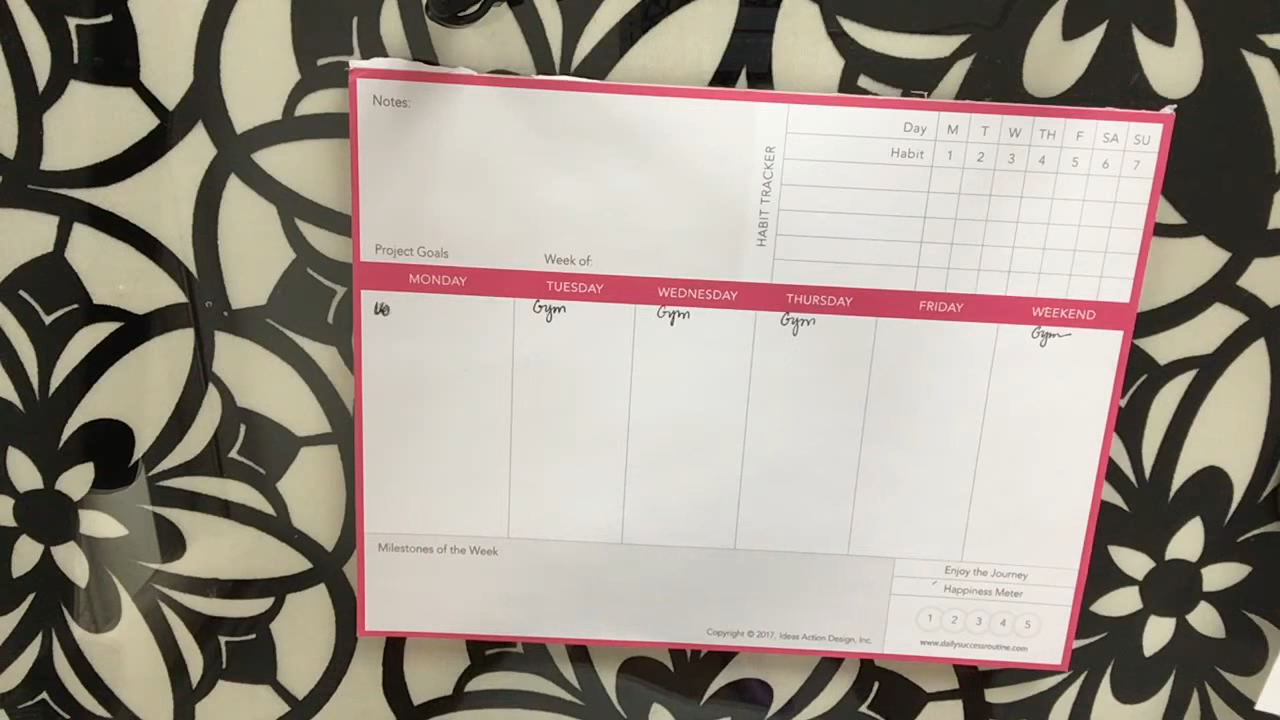 Notes:
Project Goals
Week of:
HABIT TRACKER
Day M T W TH F SA SU
Habit 1 2 3 4 5 6 7
MONDAY TUESDAY WEDNESDAY THURSDAY FRIDAY WEEKEND
Gym Gym Gym Gym
Milestones of the Week
Enjoy the Journey
Happiness Meter
1 2 3 4 5
Copyright © 2017, Ideas Action Design, Inc.
www.dailysuccessroutine.com